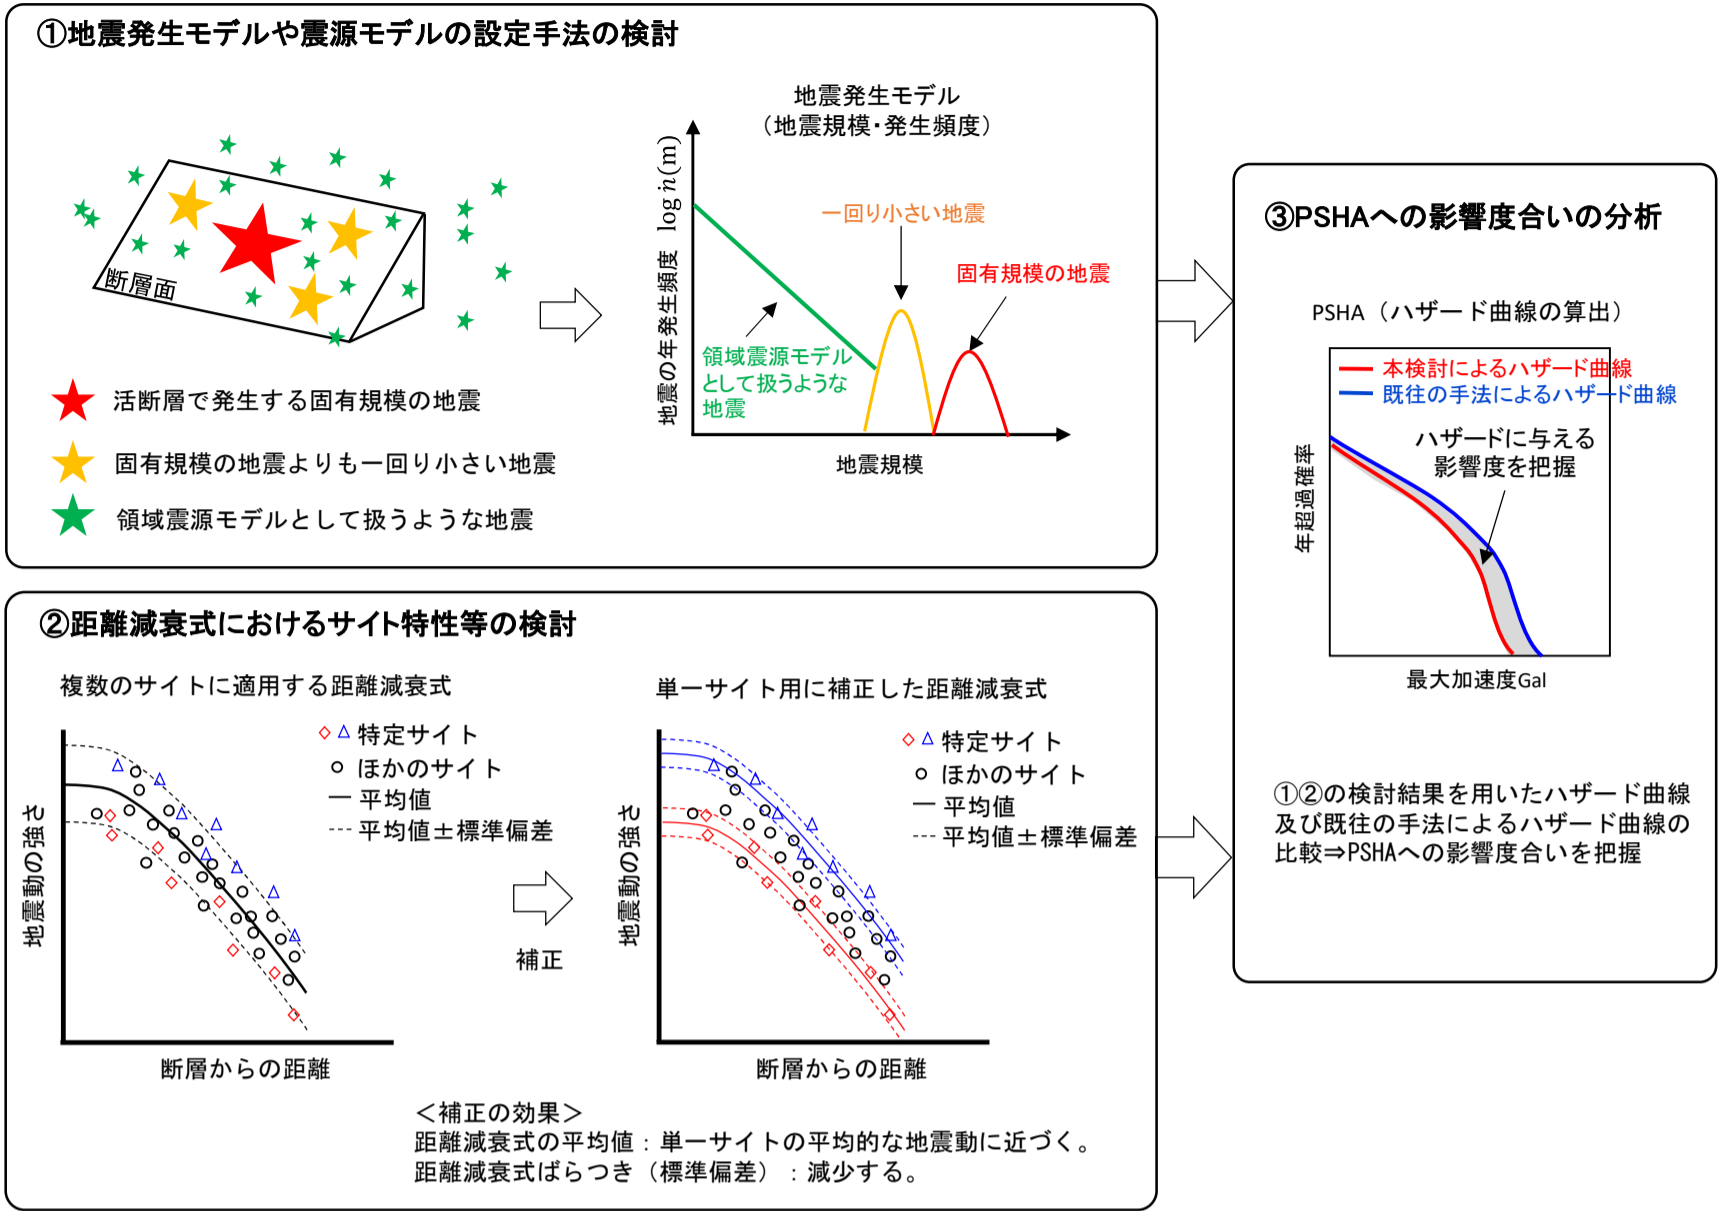 ①地震発生モデルや震源モデルの設定手法の検討
断層面
活断層で発生する固有規模の地震
固有規模の地震よりも一回り小さい地震
領域震源モデルとして扱うような地震
地震発生モデル
（地震規模・発生頻度）
地震の年発生頻度 log ṅ(m)
一回り小さい地震
固有規模の地震
領域震源モデル
として扱うような
地震
地震規模
②距離減衰式におけるサイト特性等の検討
複数のサイトに適用する距離減衰式
特定サイト
ほかのサイト
平均値
平均値±標準偏差
地震動の強さ
断層からの距離
補正
単一サイト用に補正した距離減衰式
特定サイト
ほかのサイト
平均値
平均値±標準偏差
地震動の強さ
断層からの距離
＜補正の効果＞
距離減衰式の平均値：単一サイトの平均的な地震動に近づく。
距離減衰式ばらつき（標準偏差）：減少する。
③PSHAへの影響度合いの分析
PSHA（ハザード曲線の算出）
本検討によるハザード曲線
既往の手法によるハザード曲線
ハザードに与える
影響度を把握
年超過確率
最大加速度Gal
①②の検討結果を用いたハザード曲線
及び既往の手法によるハザード曲線の
比較⇒PSHAへの影響度合いを把握